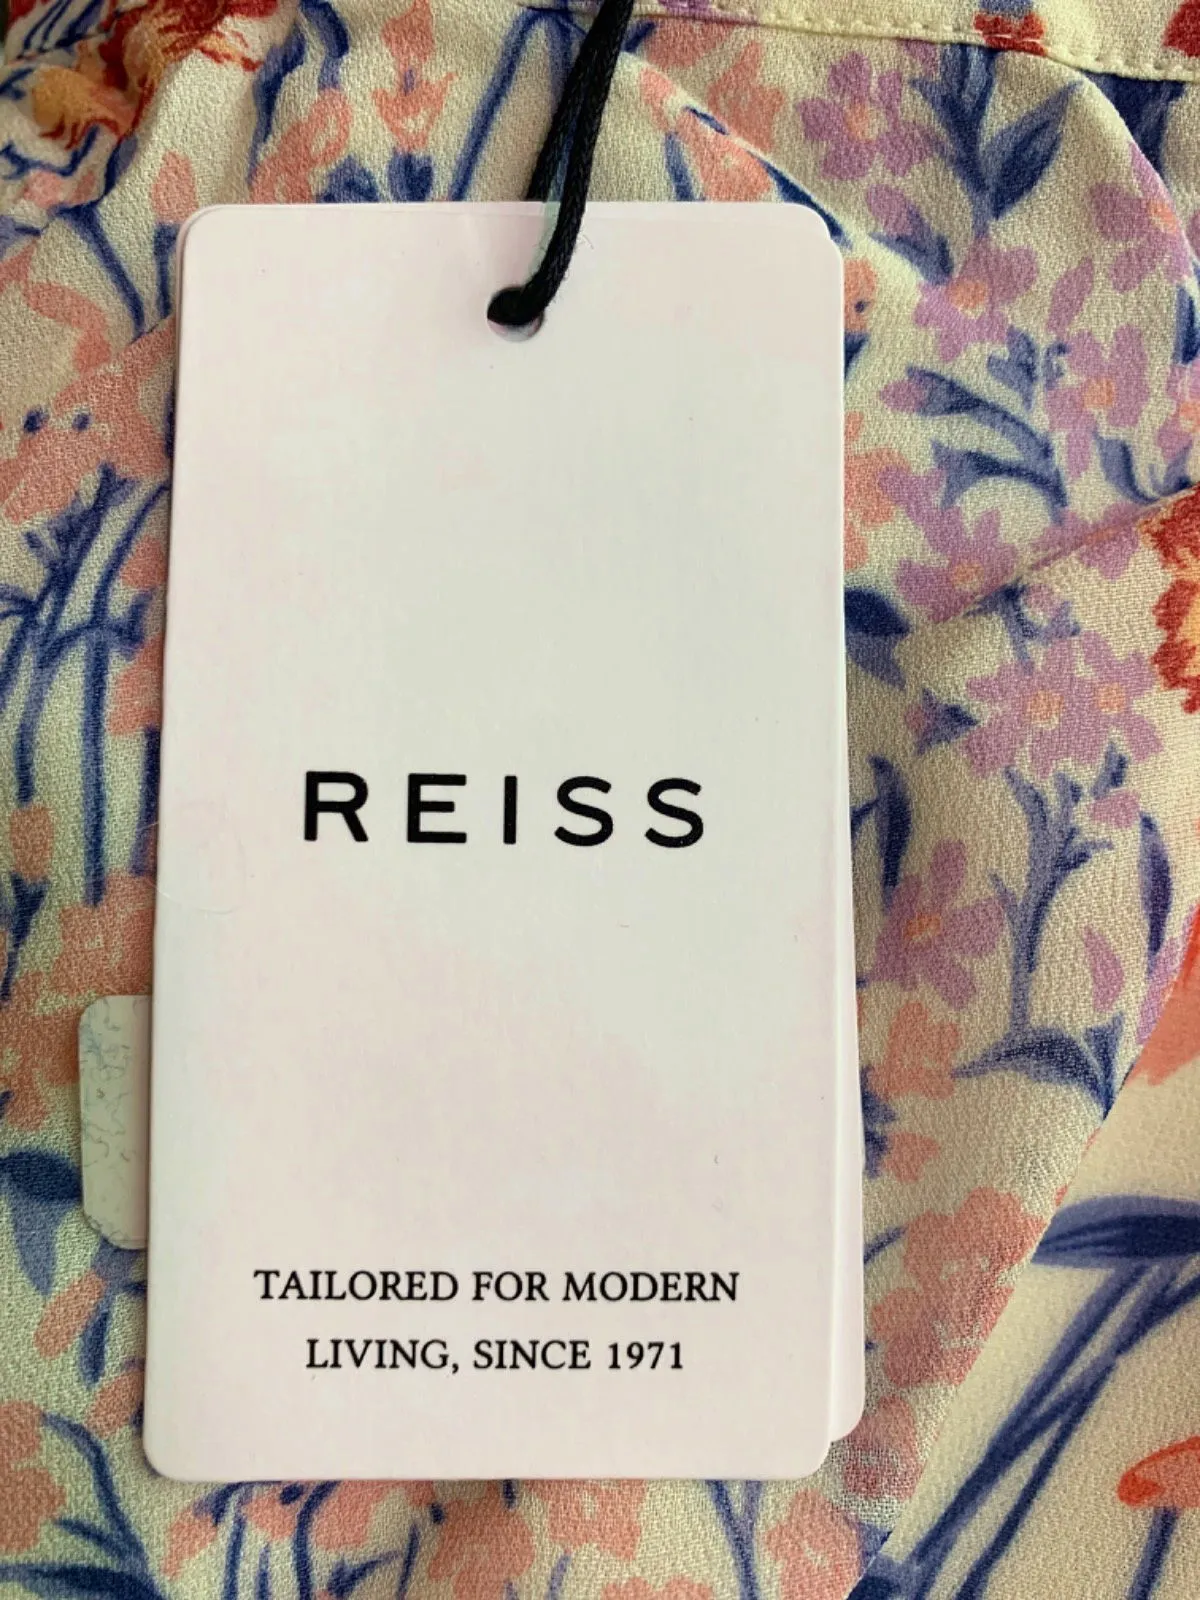 REISS
TAILORED FOR MODERN
LIVING, SINCE 1971